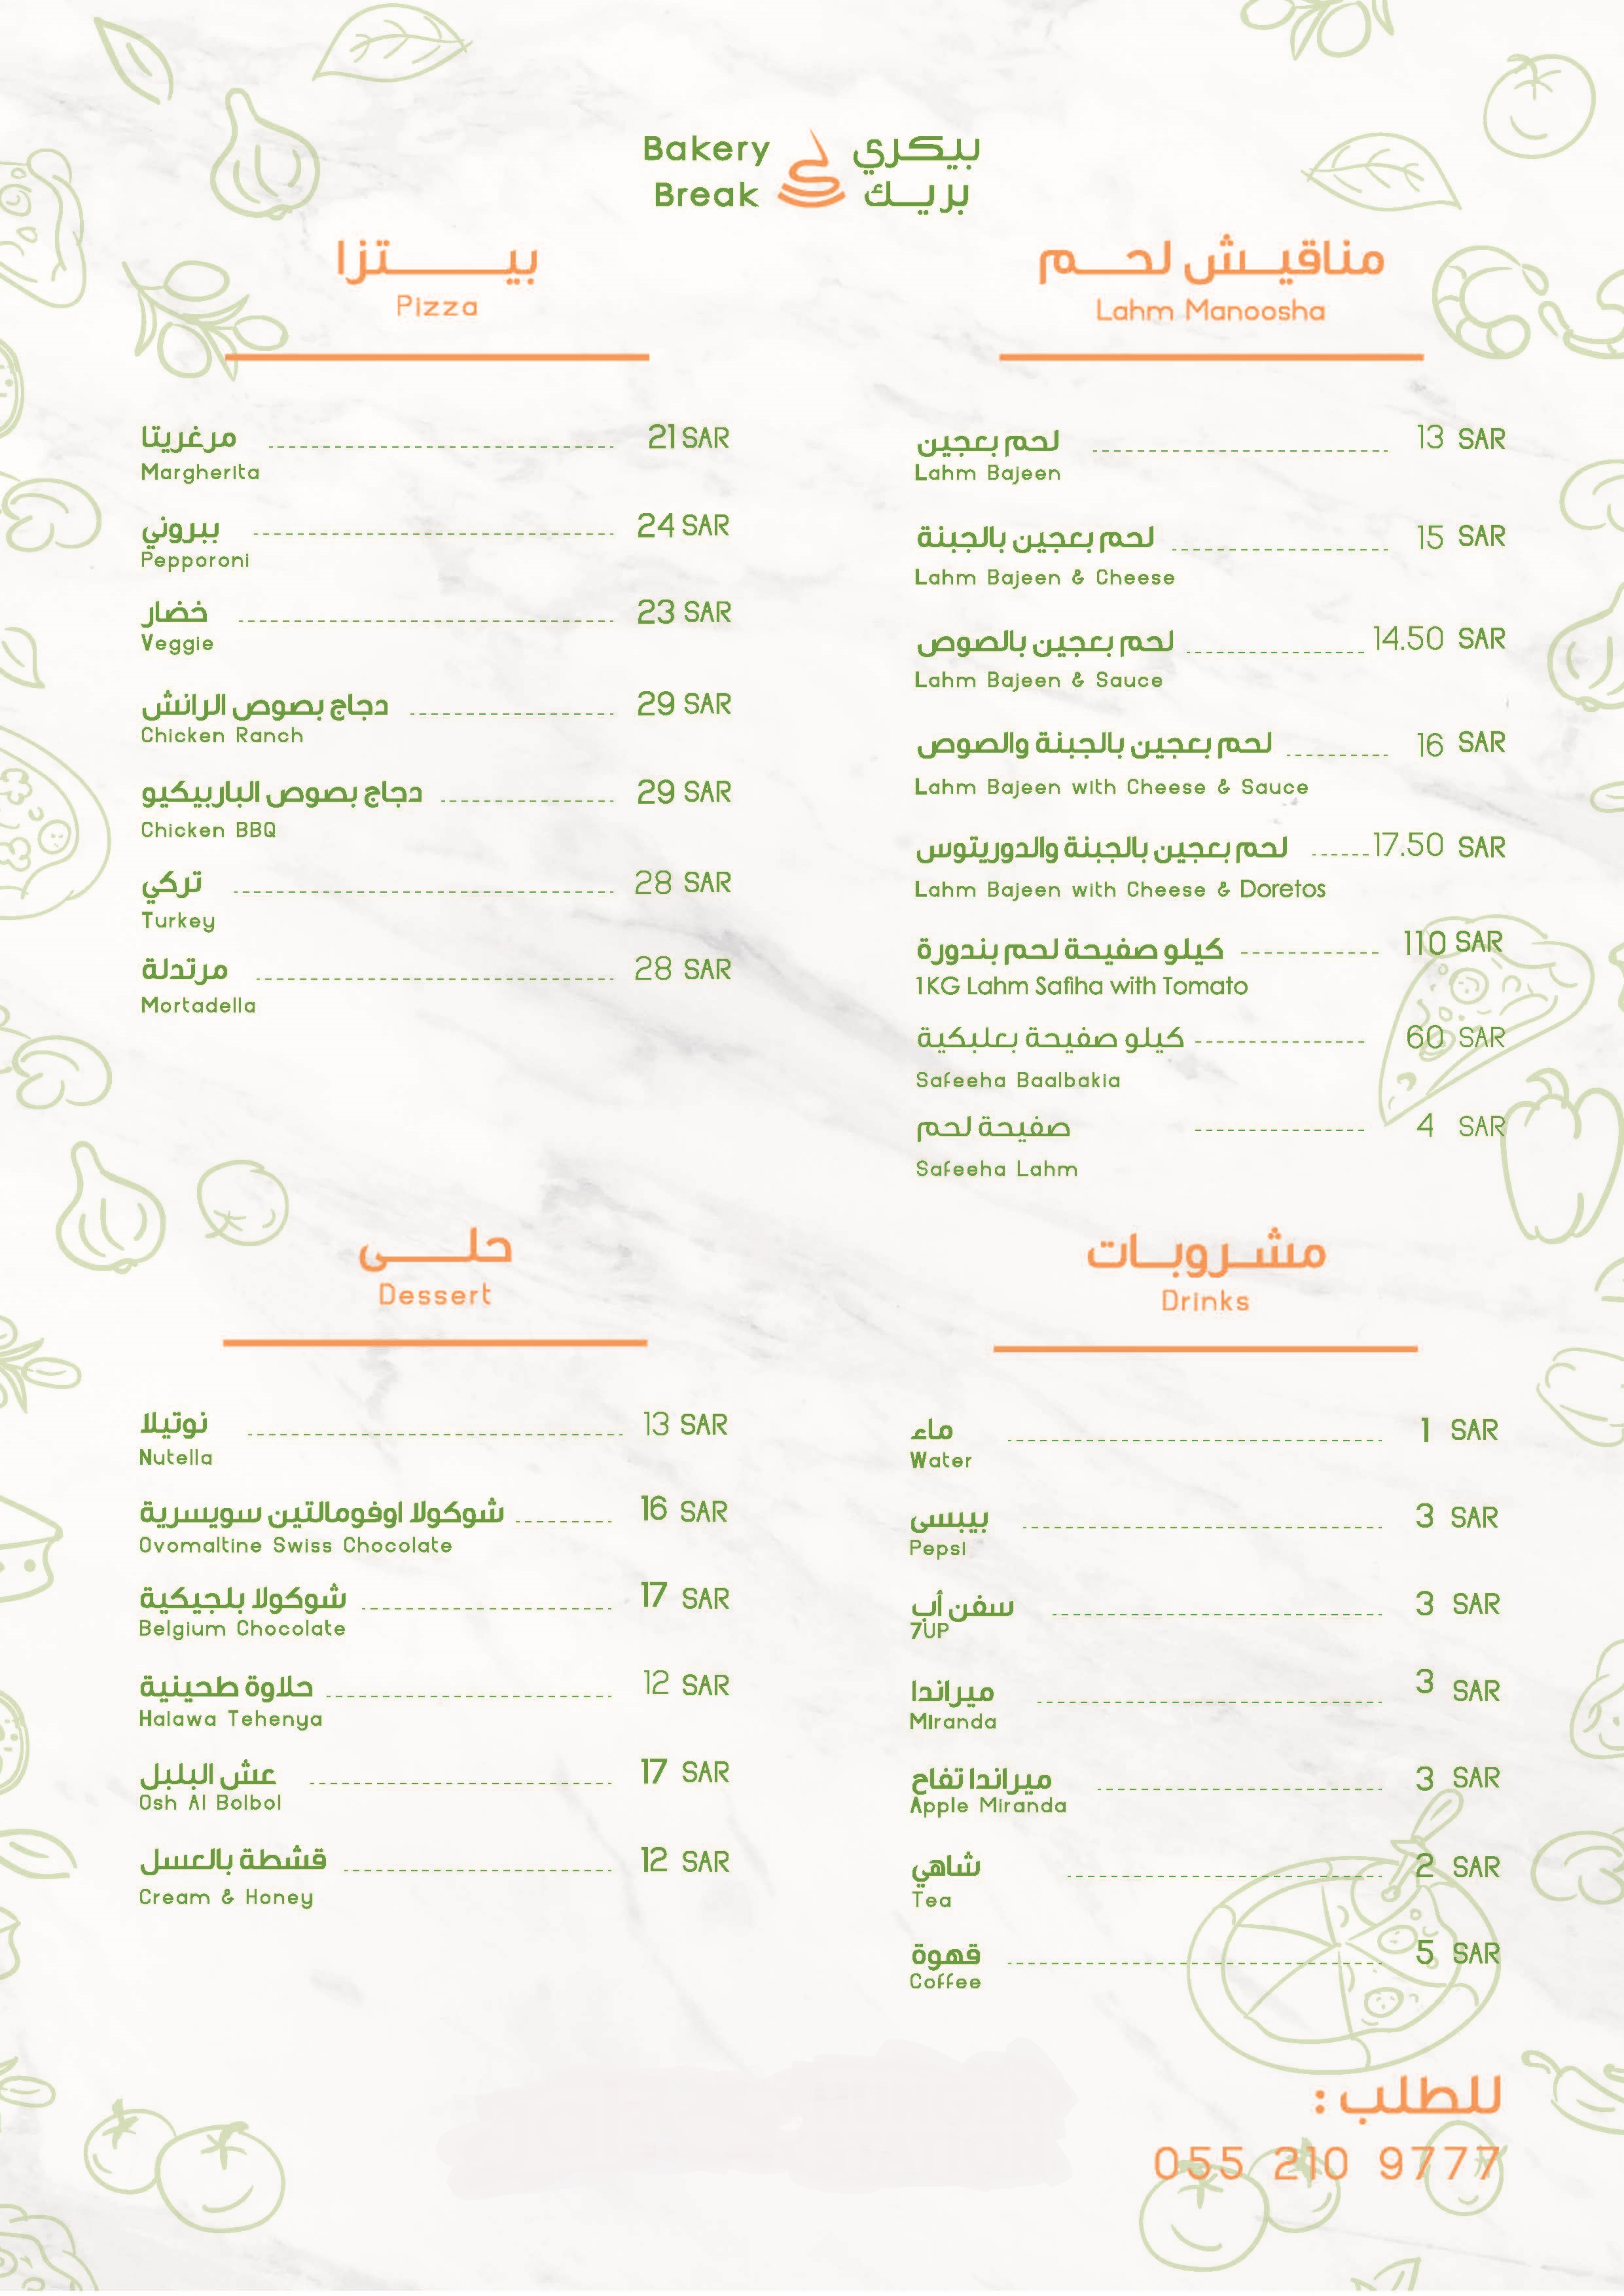 Bakery Break
بيكري بريك
بيـــتزا
Pizza
مرغريتا 21 SAR
Margherita
ببروني 24 SAR
Pepporoni
خضار 23 SAR
Veggie
دجاج بصوص الرانش 29 SAR
Chicken Ranch
دجاج بصوص الباربيكيو 29 SAR
Chicken BBQ
تركي 28 SAR
Turkey
مرتدلة 28 SAR
Mortadella
مناقيـش لحـم
Lahm Manoosha
لحم بعجين 13 SAR
Lahm Bajeen
لحم بعجين بالجبنة 15 SAR
Lahm Bajeen & Cheese
لحم بعجين بالصوص 14.50 SAR
Lahm Bajeen & Sauce
لحم بعجين بالجبنة والصوص 16 SAR
Lahm Bajeen with Cheese & Sauce
لحم بعجين بالجبنة والدوريتوس 17.50 SAR
Lahm Bajeen with Cheese & Doretos
كيلو صفيحة لحم بندورة 110 SAR
1KG Lahm Safiha with Tomato
كيلو صفيحة بعلبكية 60 SAR
Safeeha Baalbakia
صفيحة لحم 4 SAR
Safeeha Lahm
حلـــى
Dessert
نوتيلا 13 SAR
Nutella
شوكولا اوفومالتين سويسرية 16 SAR
Ovomaltine Swiss Chocolate
شوكولا بلجيكية 17 SAR
Belgium Chocolate
حلاوة طحينية 12 SAR
Halawa Tehenya
عش البلبل 17 SAR
Osh Al Bolbol
قشطة بالعسل 12 SAR
Cream & Honey
مشـروبـات
Drinks
ماء 1 SAR
Water
بيبسى 3 SAR
Pepsi
سفن أب 3 SAR
7UP
ميراندا 3 SAR
MIranda
ميراندا تفاح 3 SAR
Apple Miranda
شاهي 2 SAR
Tea
قهوة 5 SAR
Coffee
للطلب :
055 210 9777